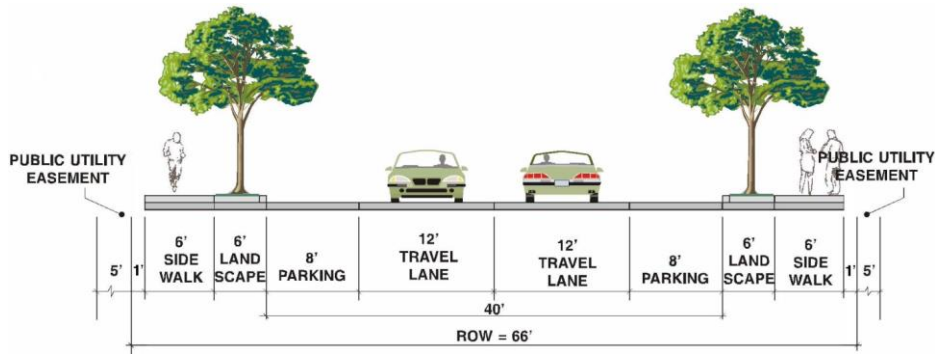 PUBLIC UTILITY
EASEMENT
PUBLIC UTILITY
EASEMENT
5'
1'
6'
SIDE
WALK
6'
LAND
SCAPE
8'
PARKING
12'
TRAVEL
LANE
12'
TRAVEL
LANE
8'
PARKING
6'
LAND
SCAPE
6'
SIDE
WALK
1'
5'
40'
ROW = 66'